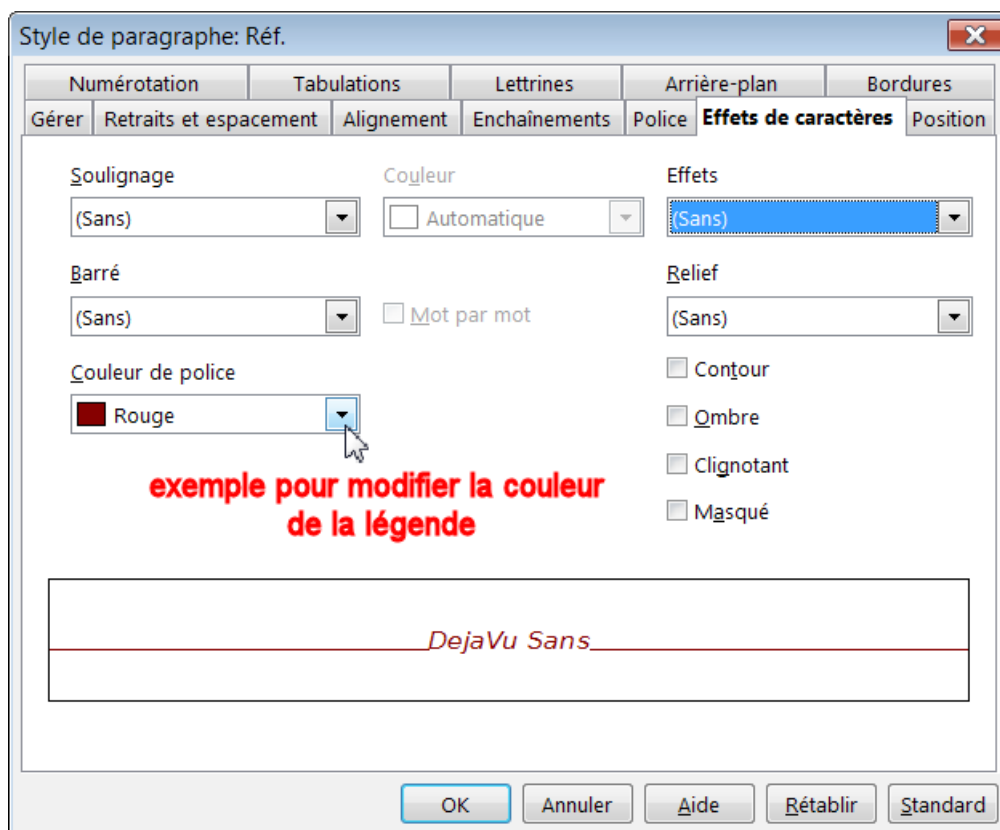 Style de paragraphe: Réf.
Numérotation Tabulations Lettrines Arrière-plan Bordures
Gérer Retraits et espacement Alignement Enchaînements Police Effets de caractères Position
Soulignage Couleur Effets
(Sans) Automatique (Sans)
Barré Relief
(Sans) Mot par mot (Sans)
Couleur de police Contour
Rouge Ombre
Clignotant
exemple pour modifier la couleur
de la légende
Masqué
DejaVu Sans
OK Annuler Aide Rétablir Standard